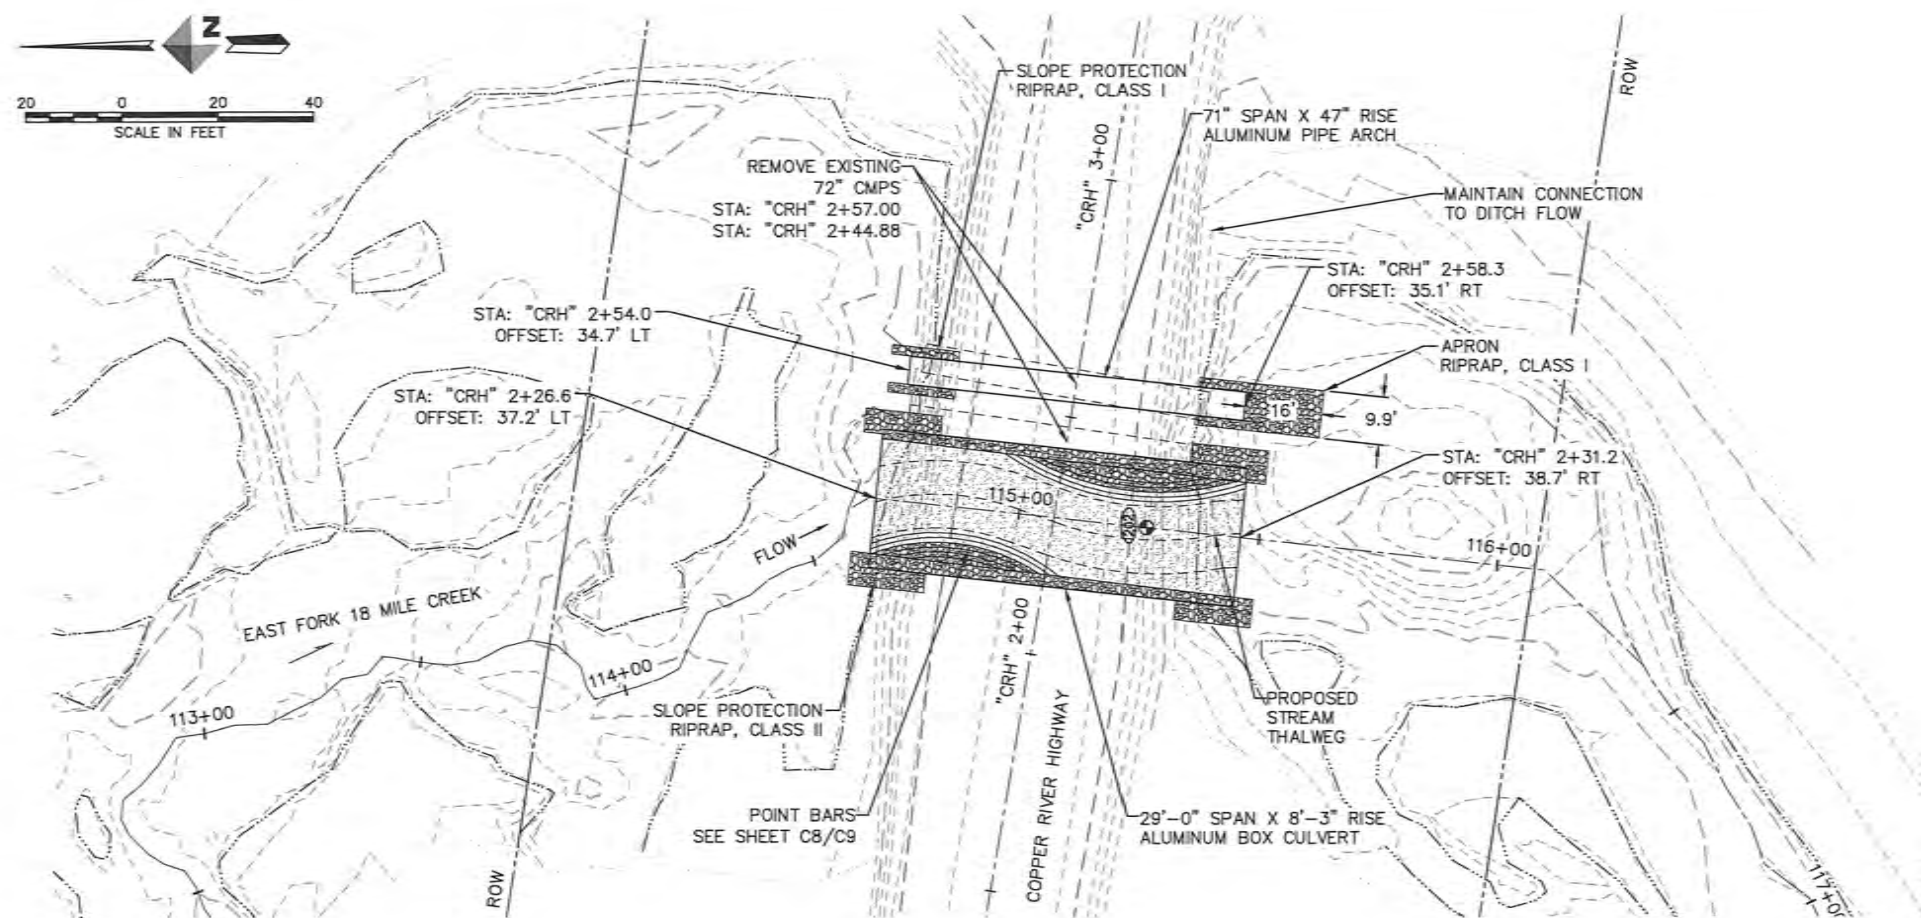 Z
20 0 20 40
SCALE IN FEET
SLOPE PROTECTION
RIPRAP, CLASS I
71" SPAN X 47" RISE
ALUMINUM PIPE ARCH
ROW
"CRH" 3+00
REMOVE EXISTING
72" CMPS
STA: "CRH" 2+57.00
STA: "CRH" 2+44.88
MAINTAIN CONNECTION
TO DITCH FLOW
STA: "CRH" 2+58.3
OFFSET: 35.1' RT
STA: "CRH" 2+54.0
OFFSET: 34.7' LT
APRON
RIPRAP, CLASS I
STA: "CRH" 2+26.6
OFFSET: 37.2' LT
16'
9.9'
STA: "CRH" 2+31.2
OFFSET: 38.7' RT
115+00
202
FLOW
116+00
EAST FORK 18 MILE CREEK
"CRH" 2+00
114+00
113+00
SLOPE PROTECTION
RIPRAP, CLASS II
PROPOSED
STREAM
THALWEG
COPPER RIVER HIGHWAY
POINT BARS
SEE SHEET C8/C9
29'-0" SPAN X 8'-3" RISE
ALUMINUM BOX CULVERT
ROW
117+00